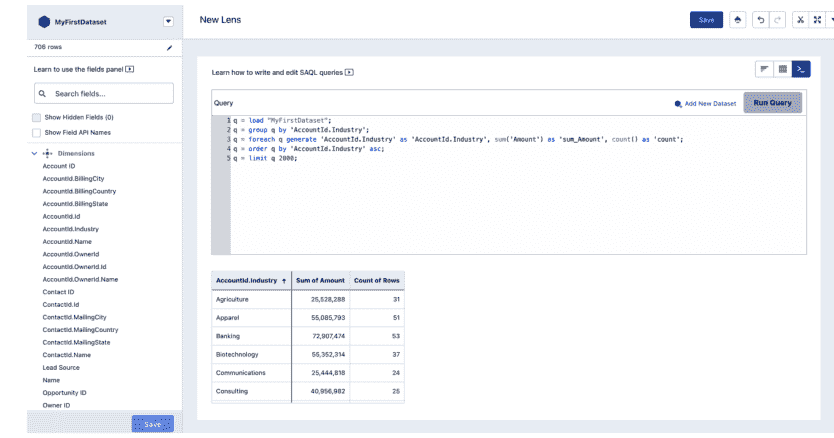 MyFirstDataset
706 rows
Learn to use the fields panel
Search fields...
Show Hidden Fields (0)
Show Field API Names
Dimensions
Account ID
AccountId.BillingCity
AccountId.BillingCountry
AccountId.BillingState
AccountId.Id
AccountId.Industry
AccountId.Name
AccountId.OwnerId
AccountId.OwnerId.Id
AccountId.OwnerId.Name
Contact ID
ContactId.Id
ContactId.MailingCity
ContactId.MailingCountry
ContactId.MailingState
ContactId.Name
Lead Source
Name
Opportunity ID
Owner ID
Save
New Lens
Save
Learn how to write and edit SAQL queries
Query
Add New Dataset
Run Query
1 q = load "MyFirstDataset";
2 q = group q by 'AccountId.Industry';
3 q = foreach q generate 'AccountId.Industry' as 'AccountId.Industry', sum('Amount') as 'sum_Amount', count() as 'count';
4 q = order q by 'AccountId.Industry' asc;
5 q = limit q 2000;
AccountId.Industry ↑ Sum of Amount Count of Rows
Agriculture 25,528,288 31
Apparel 55,085,793 51
Banking 72,907,474 53
Biotechnology 55,352,314 37
Communications 25,444,818 24
Consulting 40,956,982 25